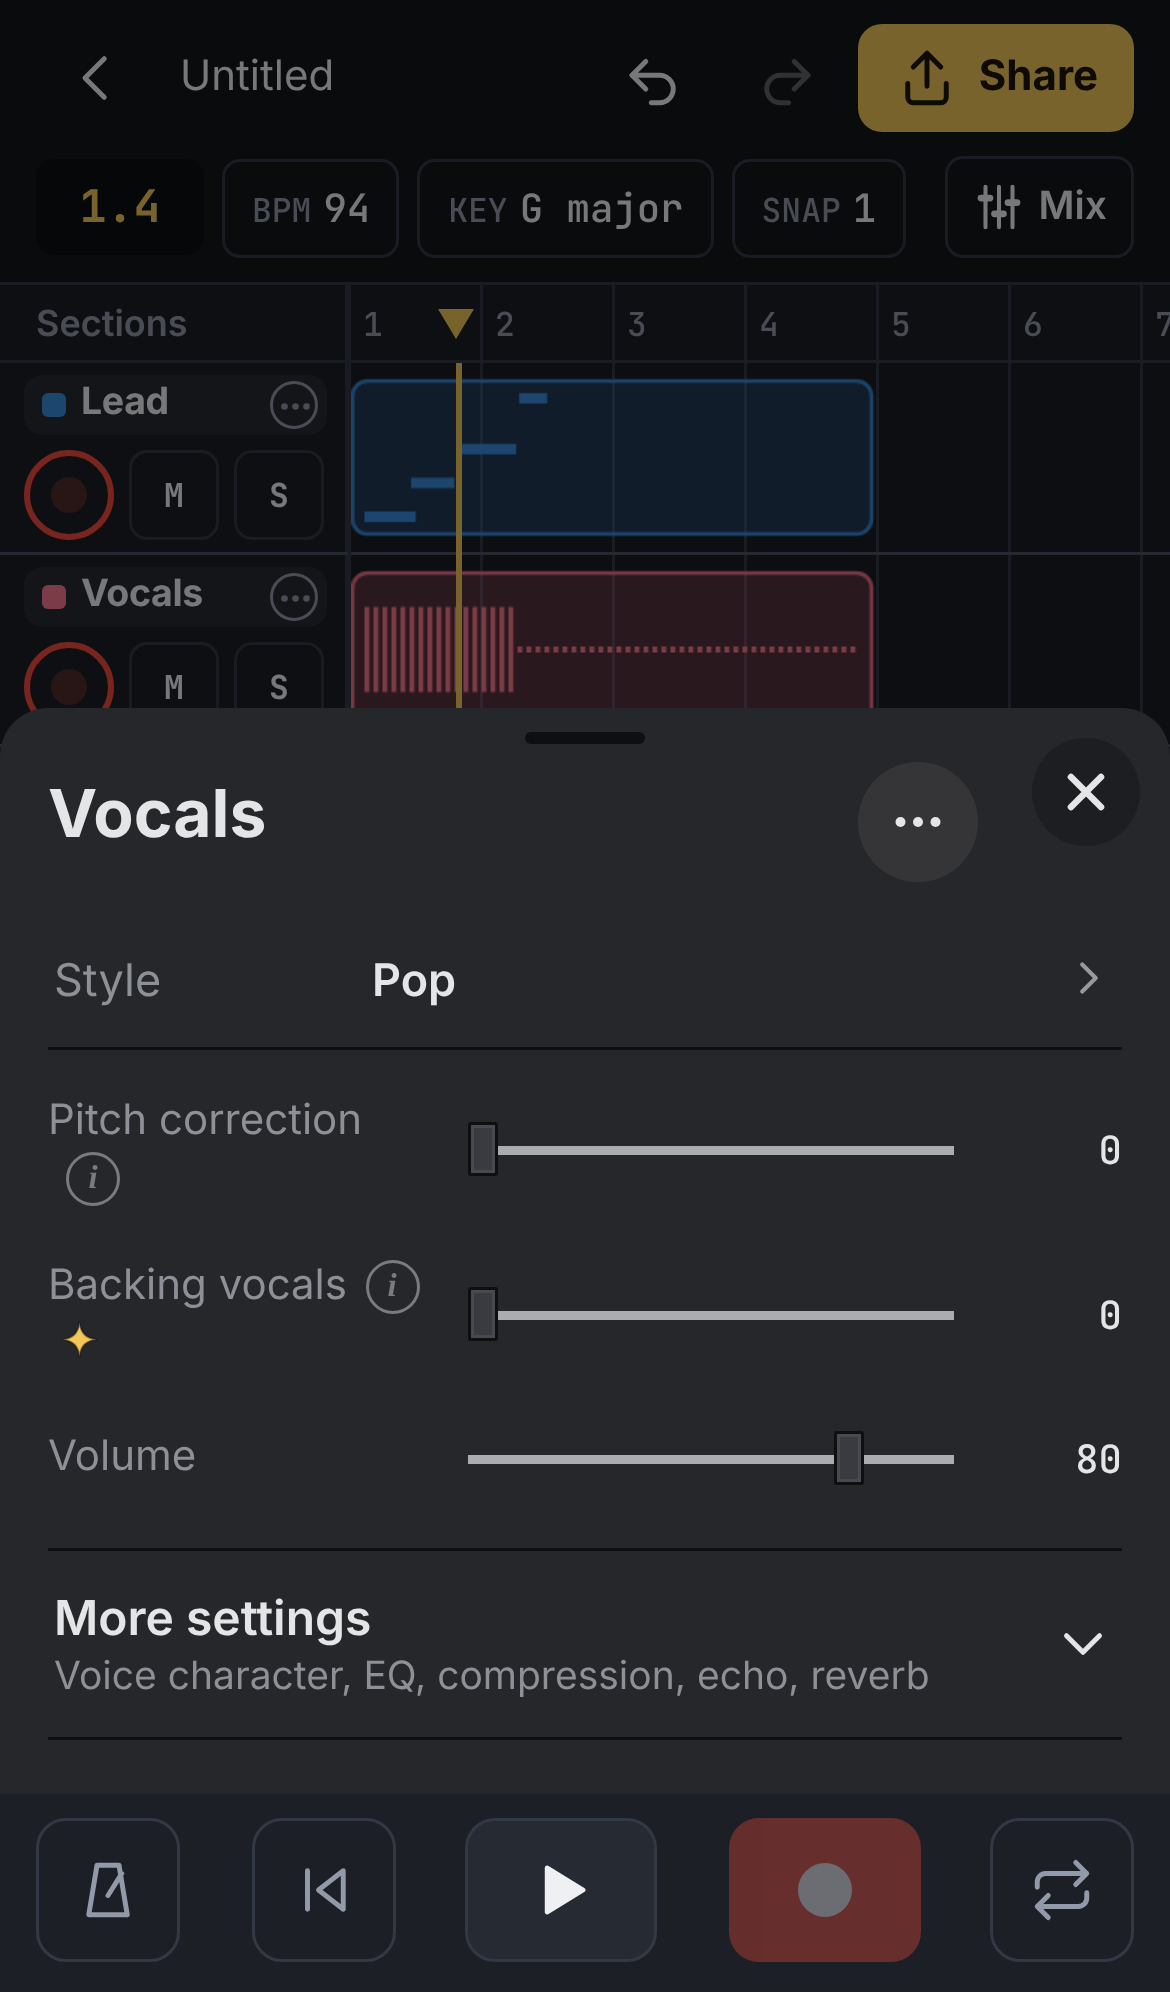 Untitled
Share
1.4
BPM 94
KEY G major
SNAP 1
Mix
Sections
1 2 3 4 5 6 7
Lead
M S
Vocals
M S
Vocals
Style Pop
Pitch correction
i
0
Backing vocals i
0
Volume
80
More settings
Voice character, EQ, compression, echo, reverb